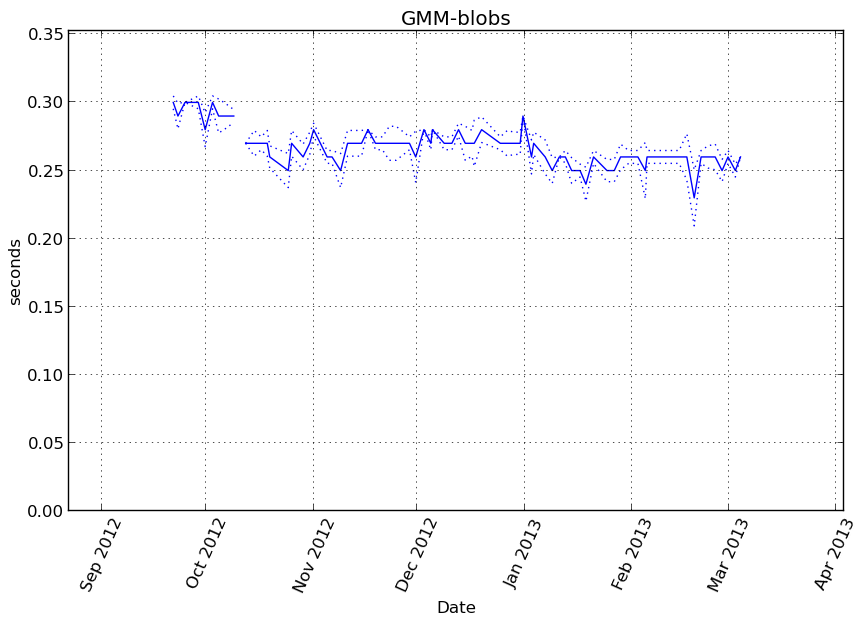 GMM-blobs
0.35
0.30
0.25
0.20
0.15
0.10
0.05
0.00
seconds
Sep 2012
Oct 2012
Nov 2012
Dec 2012
Jan 2013
Feb 2013
Mar 2013
Apr 2013
Date